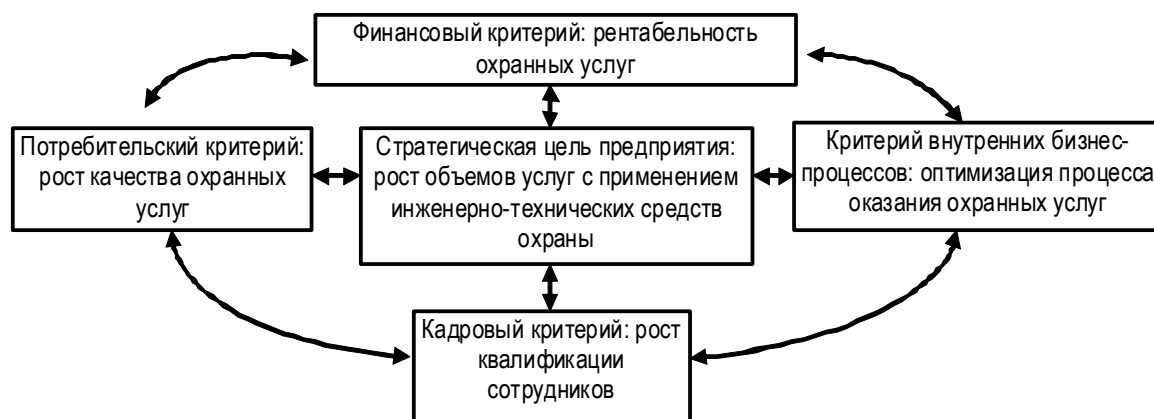 Финансовый критерий: рентабельность
охранных услуг
Потребительский критерий:
рост качества охранных
услуг
Стратегическая цель предприятия:
рост объемов услуг с применением
инженерно-технических средств
охраны
Критерий внутренних бизнес-
процессов: оптимизация процесса
оказания охранных услуг
Кадровый критерий: рост
квалификации
сотрудников